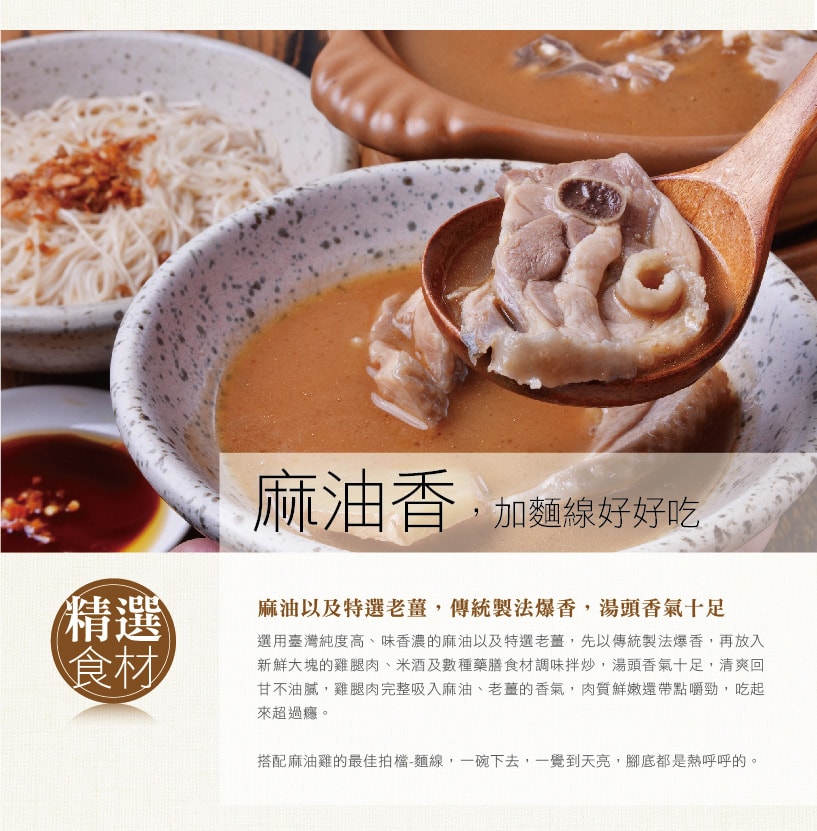 麻油香，加麵線好好吃
精選
食材
麻油以及特選老薑，傳統製法爆香，湯頭香氣十足
選用臺灣純度高、味香濃的麻油以及特選老薑，先以傳統製法爆香，再放入
新鮮大塊的雞腿肉、米酒及數種藥膳食材調味拌炒，湯頭香氣十足，清爽回
甘不油膩，雞腿肉完整吸入麻油、老薑的香氣，肉質鮮嫩還帶點嚼勁，吃起
來超過癮。
搭配麻油雞的最佳拍檔-麵線，一碗下去，一覺到天亮，腳底都是熱呼呼的。